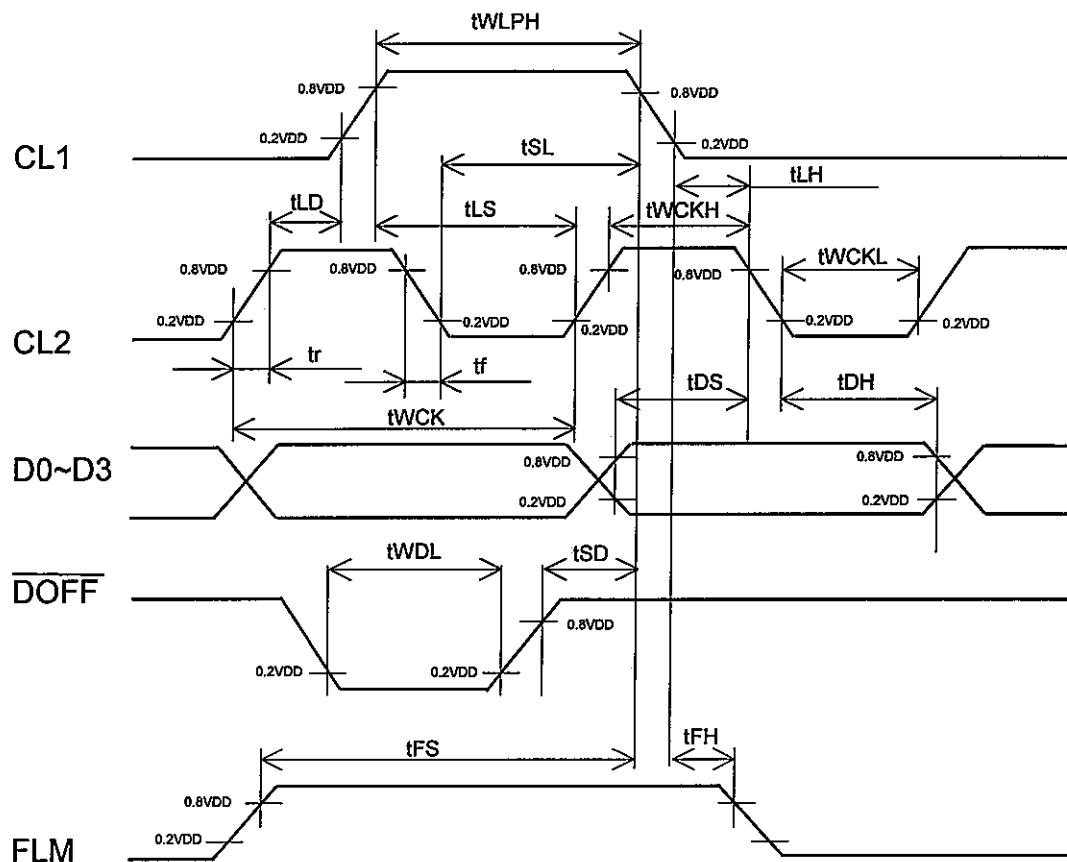 tWLPH
0.8VDD
0.8VDD
0.2VDD
0.2VDD
CL1
tSL
tLH
tLD
tLS
tWCKH
tWCKL
0.8VDD
0.8VDD
0.8VDD
0.8VDD
0.2VDD
0.2VDD
0.2VDD
0.2VDD
0.2VDD
CL2
tr
tf
tDS
tDH
tWCK
D0~D3
0.8VDD
0.8VDD
0.2VDD
0.2VDD
tWDL
tSD
DOFF
0.8VDD
0.2VDD
0.2VDD
tFS
tFH
0.8VDD
0.2VDD
FLM